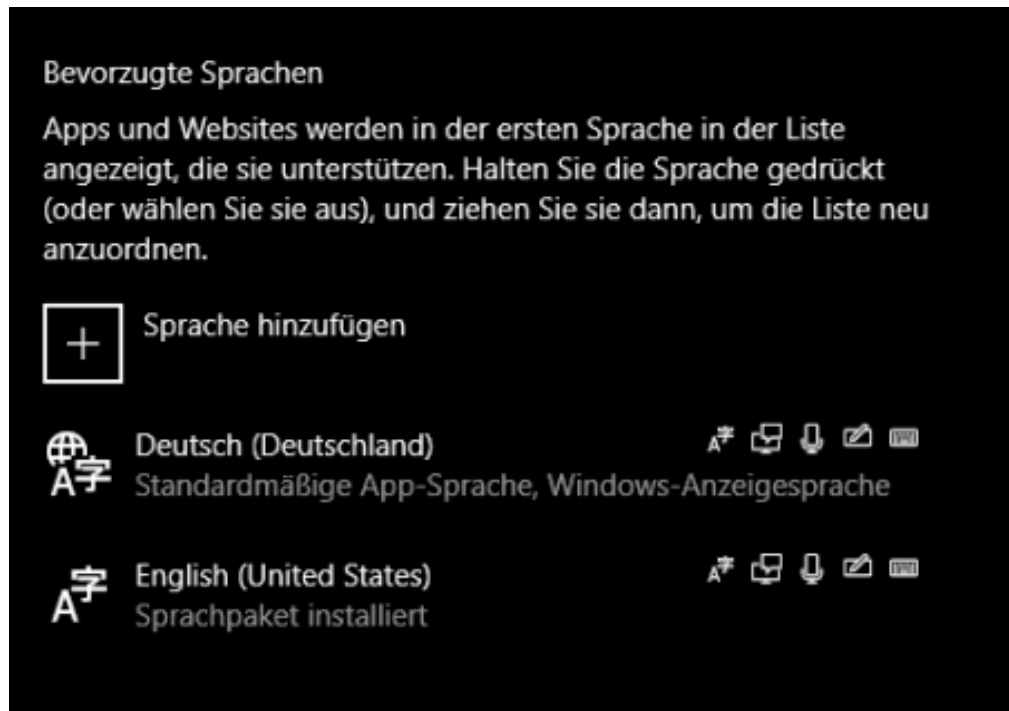 Bevorzugte Sprachen
Apps und Websites werden in der ersten Sprache in der Liste
angezeigt, die sie unterstützen. Halten Sie die Sprache gedrückt
(oder wählen Sie sie aus), und ziehen Sie sie dann, um die Liste neu
anzuordnen.
Sprache hinzufügen
Deutsch (Deutschland)
Standardmäßige App-Sprache, Windows-Anzeigesprache
English (United States)
Sprachpaket installiert